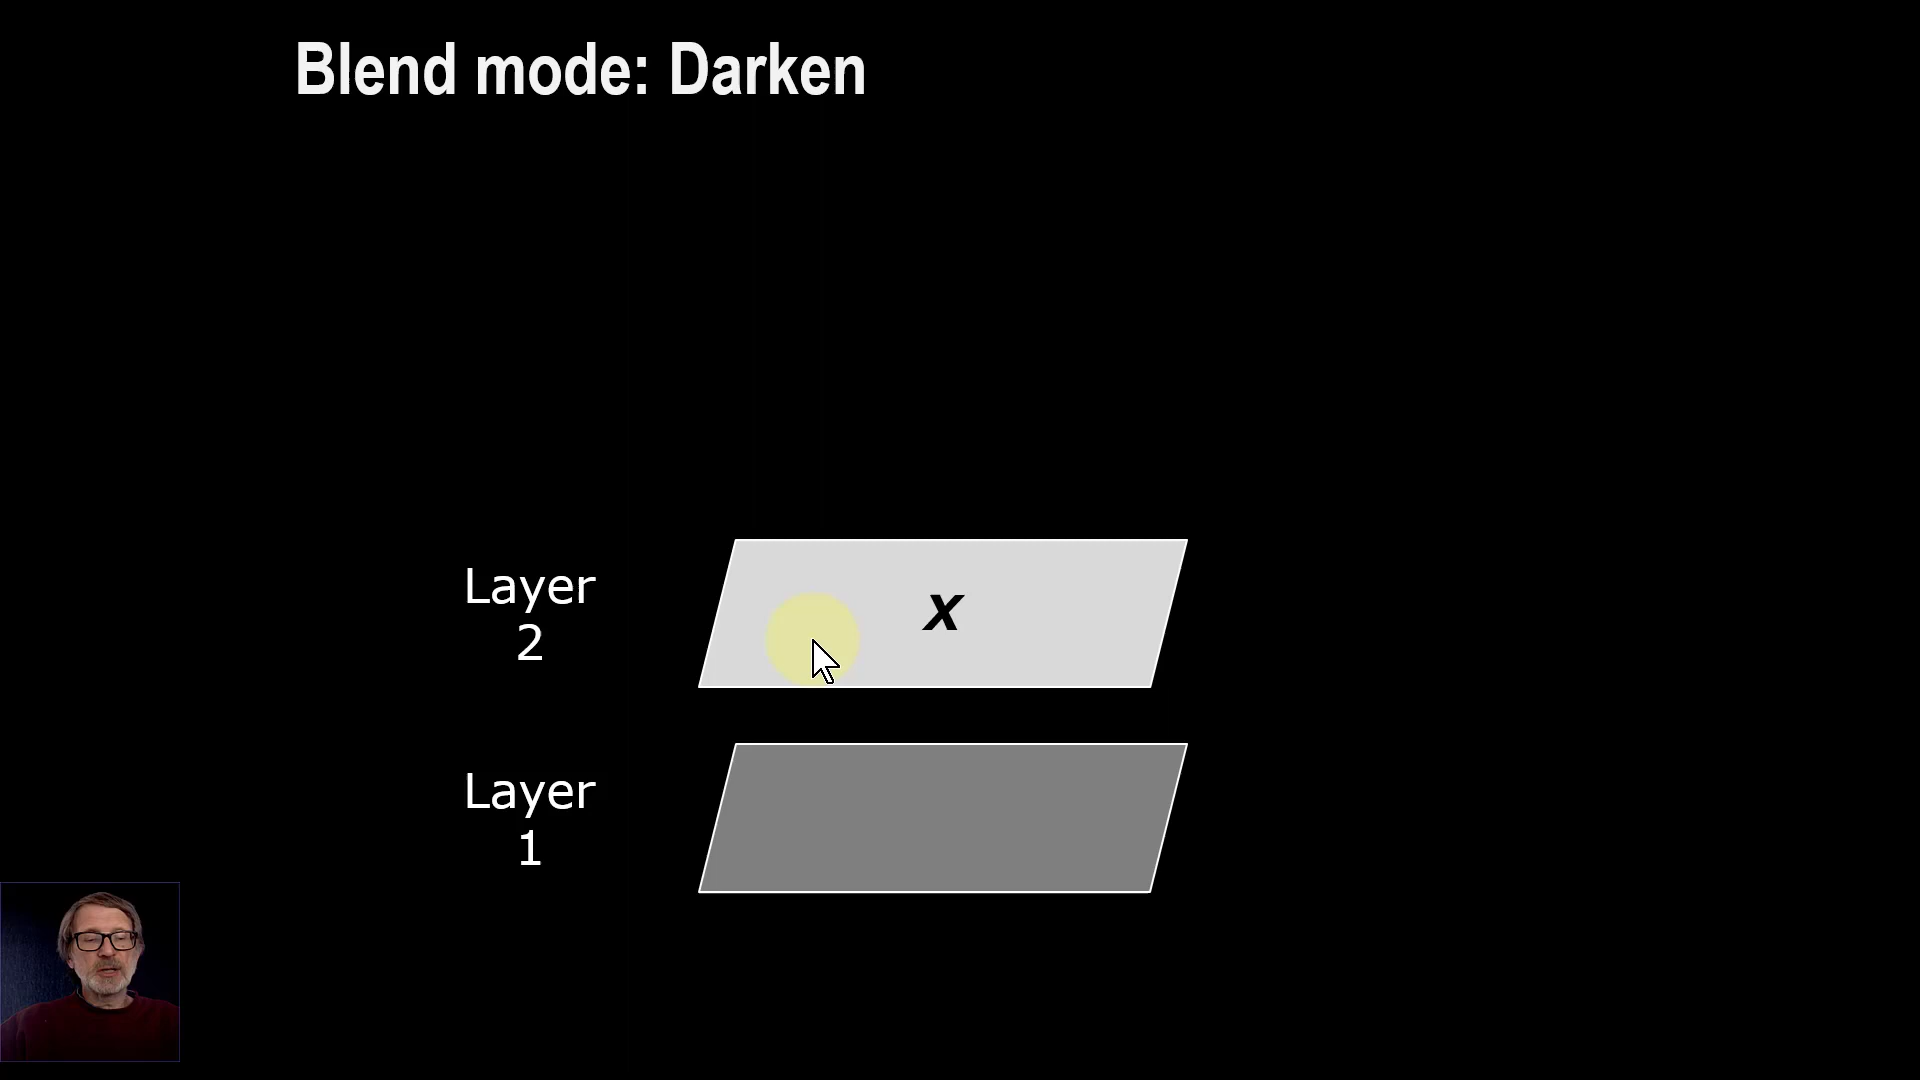 Blend mode: Darken
Layer
2
x
Layer
1